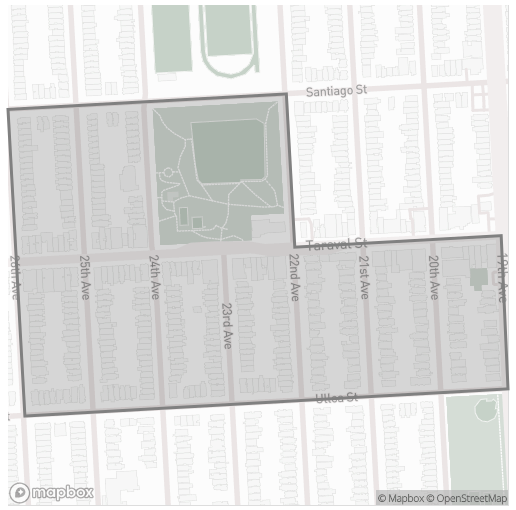 Santiago St
Taraval St
26th Ave
25th Ave
24th Ave
23rd Ave
22nd Ave
21st Ave
20th Ave
19th Ave
Ulloa St
mapbox
© Mapbox © OpenStreetMap